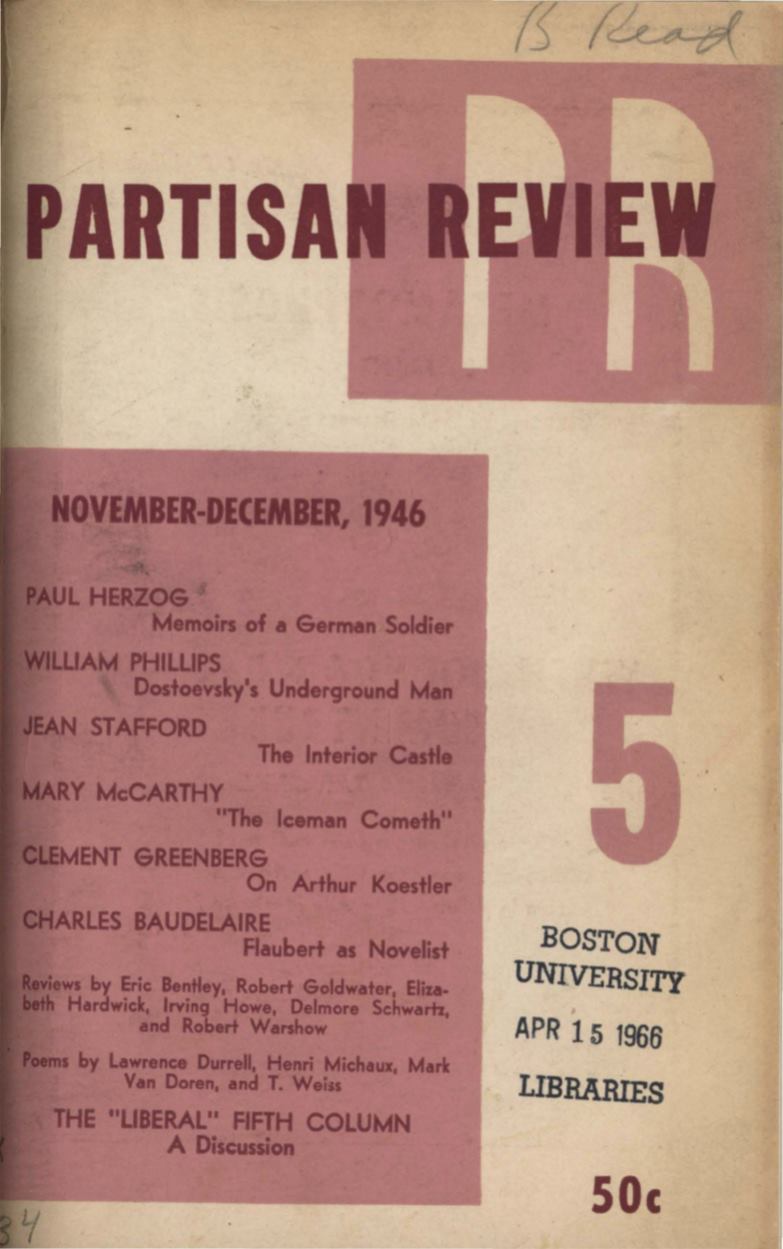 B Read
PR
PARTISAN REVIEW
NOVEMBER-DECEMBER, 1946
PAUL HERZOG
Memoirs of a German Soldier
WILLIAM PHILLIPS
Dostoevsky's Underground Man
JEAN STAFFORD
The Interior Castle
MARY McCARTHY
"The Iceman Cometh"
CLEMENT GREENBERG
On Arthur Koestler
CHARLES BAUDELAIRE
Flaubert as Novelist
Reviews by Eric Bentley, Robert Goldwater, Eliza-
beth Hardwick, Irving Howe, Delmore Schwartz,
and Robert Warshow
Poems by Lawrence Durrell, Henri Michaux, Mark
Van Doren, and T. Weiss
THE "LIBERAL" FIFTH COLUMN
A Discussion
5
BOSTON
UNIVERSITY
APR 15 1966
LIBRARIES
50c
34